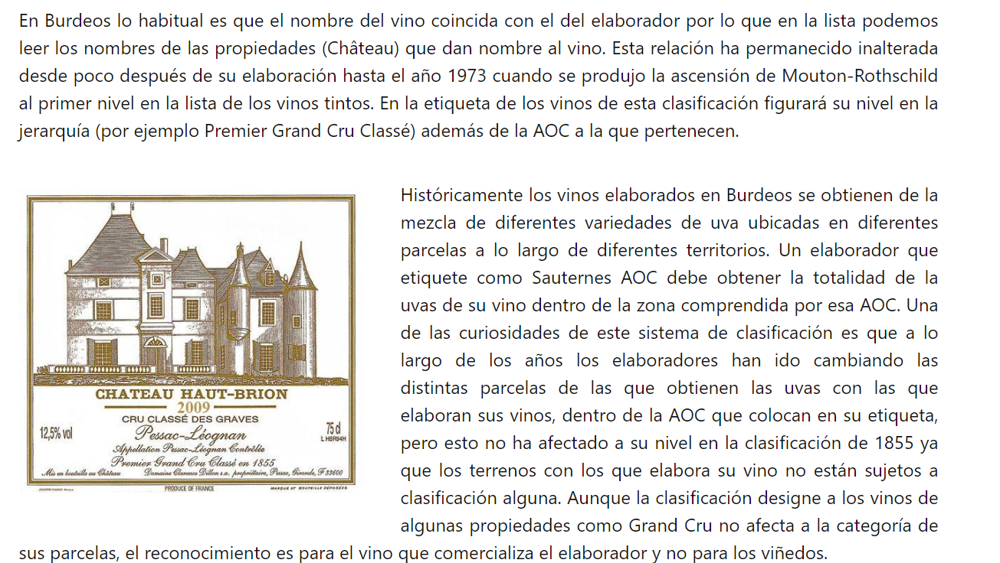 En Burdeos lo habitual es que el nombre del vino coincida con el del elaborador por lo que en la lista podemos
leer los nombres de las propiedades (Château) que dan nombre al vino. Esta relación ha permanecido inalterada
desde poco después de su elaboración hasta el año 1973 cuando se produjo la ascensión de Mouton-Rothschild
al primer nivel en la lista de los vinos tintos. En la etiqueta de los vinos de esta clasificación figurará su nivel en la
jerarquía (por ejemplo Premier Grand Cru Classé) además de la AOC a la que pertenecen.
CHATEAU HAUT-BRION
2009
CRU CLASSÉ DES GRAVES
12,5% vol
Pessac-Léognan
75 cl
L HBR94H
Appellation Pessac-Léognan Contrôlée
Premier Grand Cru Classé en 1855
Mis en bouteille au Château
Domaine Clarence Dillon s.a. propriétaire, Pessac, Gironde, F 33600
PRODUCE OF FRANCE
MARQUE ET BOUTEILLE DÉPOSÉES
Históricamente los vinos elaborados en Burdeos se obtienen de la
mezcla de diferentes variedades de uva ubicadas en diferentes
parcelas a lo largo de diferentes territorios. Un elaborador que
etiquete como Sauternes AOC debe obtener la totalidad de la
uvas de su vino dentro de la zona comprendida por esa AOC. Una
de las curiosidades de este sistema de clasificación es que a lo
largo de los años los elaboradores han ido cambiando las
distintas parcelas de las que obtienen las uvas con las que
elaboran sus vinos, dentro de la AOC que colocan en su etiqueta,
pero esto no ha afectado a su nivel en la clasificación de 1855 ya
que los terrenos con los que elabora su vino no están sujetos a
clasificación alguna. Aunque la clasificación designe a los vinos de
algunas propiedades como Grand Cru no afecta a la categoría de
sus parcelas, el reconocimiento es para el vino que comercializa el elaborador y no para los viñedos.